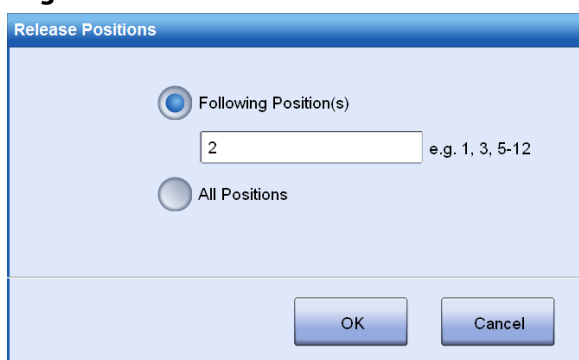 Release Positions
Following Position(s)
2 e.g. 1, 3, 5-12
All Positions
OK Cancel